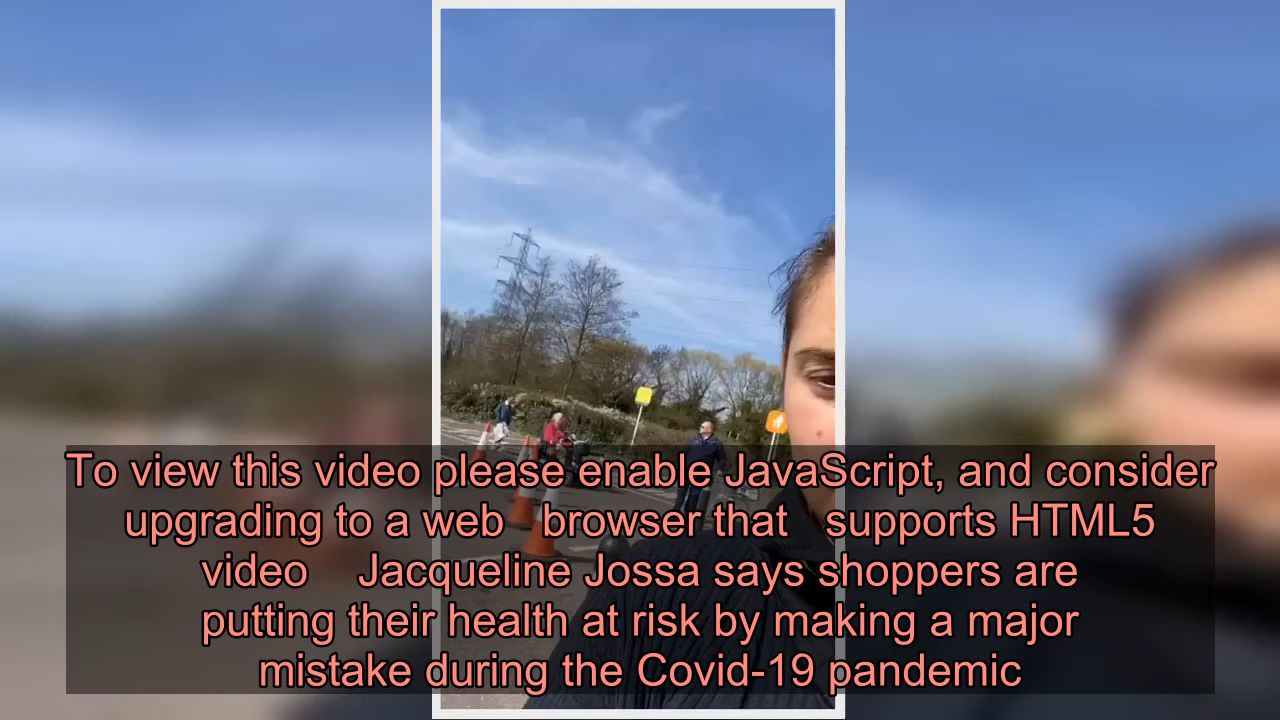 To view this video please enable JavaScript, and consider
upgrading to a web browser that supports HTML5
video Jacqueline Jossa says shoppers are
putting their health at risk by making a major
mistake during the Covid-19 pandemic